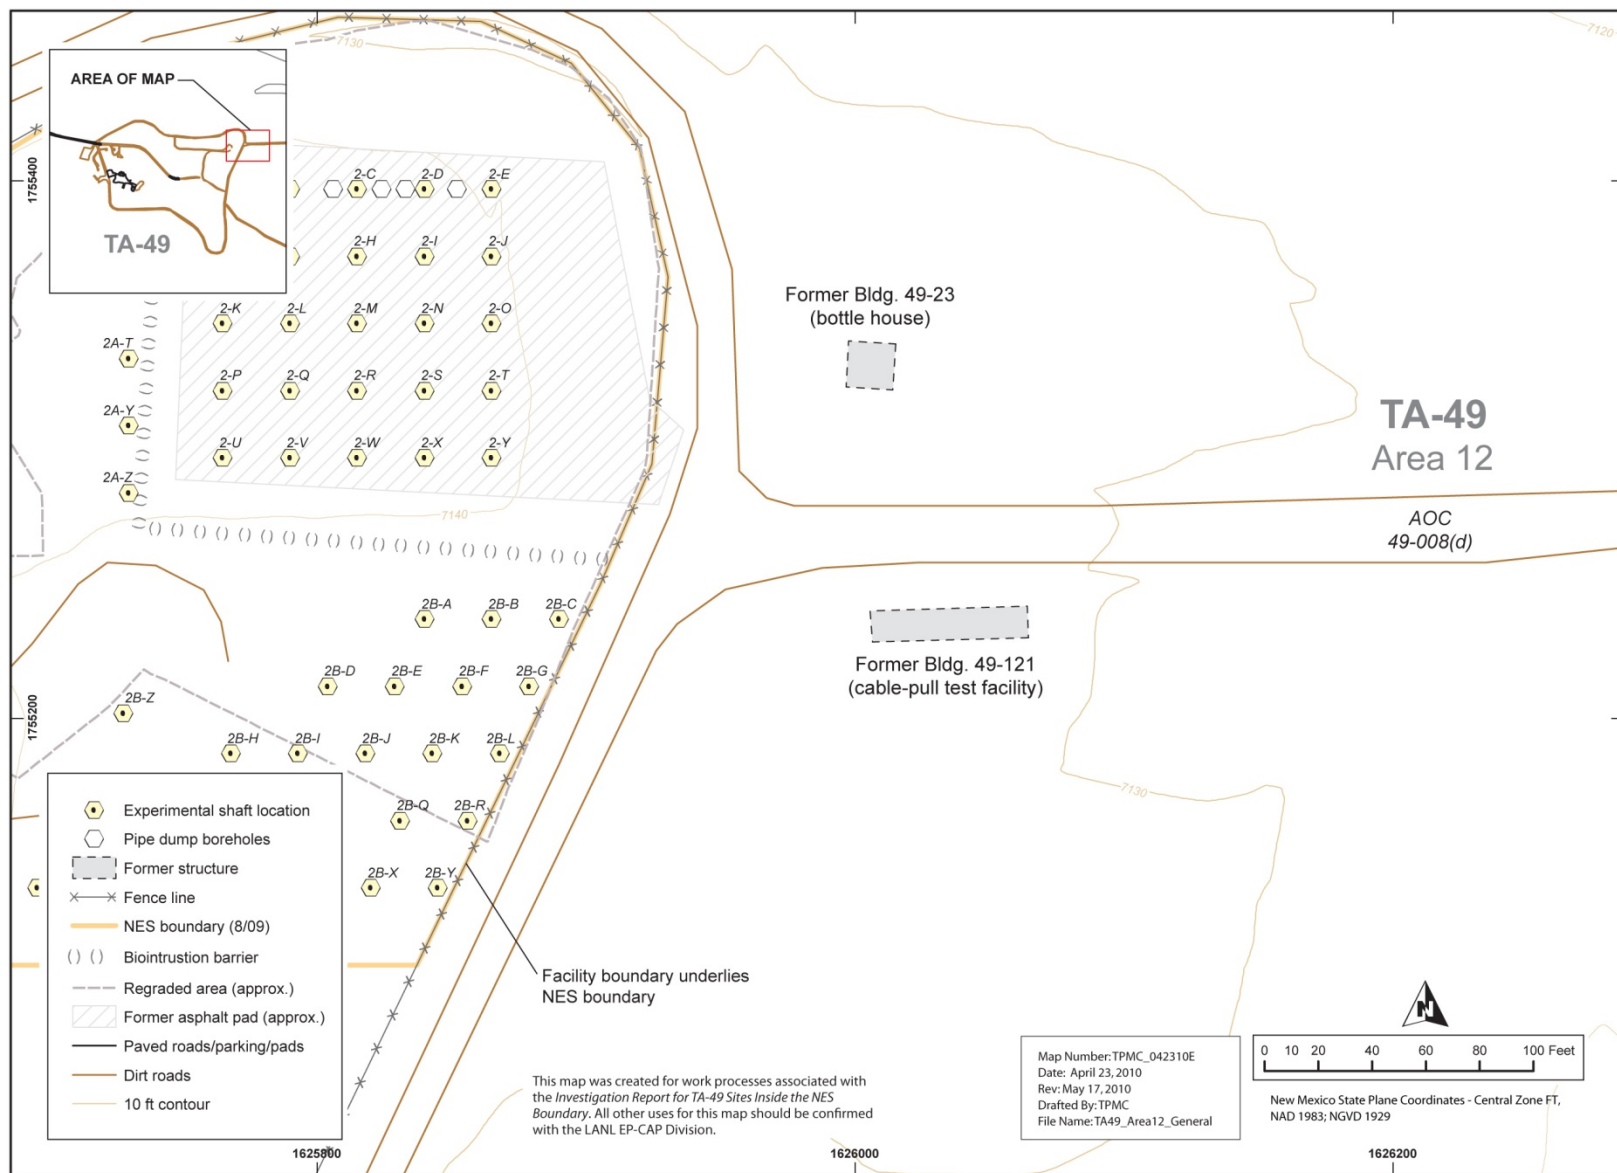 7130
7120
AREA OF MAP
TA-49
1755400
2-C
2-D
2-E
2-H
2-I
2-J
2-K
2-L
2-M
2-N
2-O
2A-T
2-P
2-Q
2-R
2-S
2-T
2A-Y
2-U
2-V
2-W
2-X
2-Y
2A-Z
7140
Former Bldg. 49-23
(bottle house)
TA-49
Area 12
AOC
49-008(d)
2B-A
2B-B
2B-C
2B-D
2B-E
2B-F
2B-G
Former Bldg. 49-121
(cable-pull test facility)
2B-Z
1755200
2B-H
2B-I
2B-J
2B-K
2B-L
7130
2B-Q
2B-R
2B-X
2B-Y
Experimental shaft location
Pipe dump boreholes
Former structure
Fence line
NES boundary (8/09)
Biointrusion barrier
Regraded area (approx.)
Former asphalt pad (approx.)
Paved roads/parking/pads
Dirt roads
10 ft contour
Facility boundary underlies
NES boundary
This map was created for work processes associated with
the Investigation Report for TA-49 Sites Inside the NES
Boundary. All other uses for this map should be confirmed
with the LANL EP-CAP Division.
Map Number: TPMC_042310E
Date: April 23, 2010
Rev: May 17, 2010
Drafted By: TPMC
File Name: TA49_Area12_General
N
0 10 20 40 60 80 100 Feet
New Mexico State Plane Coordinates - Central Zone FT,
NAD 1983; NGVD 1929
1625800
1626000
1626200